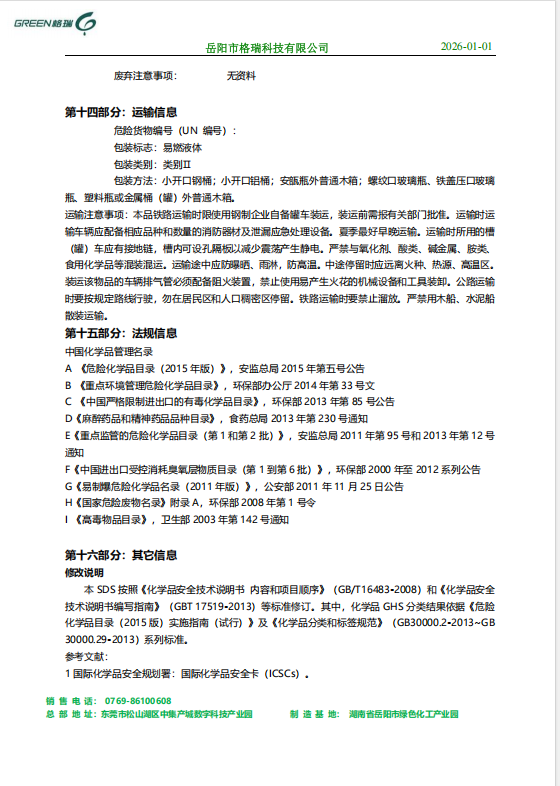 GREEN格瑞
岳阳市格瑞科技有限公司 2026-01-01
废弃注意事项： 无资料
第十四部分：运输信息
危险货物编号（UN 编号）：
包装标志：易燃液体
包装类别：类别Ⅱ
包装方法：小开口钢桶；小开口铝桶；安瓿瓶外普通木箱；螺纹口玻璃瓶、铁盖压口玻璃
瓶、塑料瓶或金属桶（罐）外普通木箱。
运输注意事项：本品铁路运输时限使用钢制企业自备罐车装运，装运前需报有关部门批准。运输时运
输车辆应配备相应品种和数量的消防器材及泄漏应急处理设备。夏季最好早晚运输。运输时所用的槽
（罐）车应有接地链，槽内可设孔隔板以减少震荡产生静电。严禁与氧化剂、酸类、碱金属、胺类、
食用化学品等混装混运。运输途中应防曝晒、雨淋，防高温。中途停留时应远离火种、热源、高温区。
装运该物品的车辆排气管必须配备阻火装置，禁止使用易产生火花的机械设备和工具装卸。公路运输
时要按规定路线行驶，勿在居民区和人口稠密区停留。铁路运输时要禁止溜放。严禁用木船、水泥船
散装运输。
第十五部分：法规信息
中国化学品管理名录
A 《危险化学品目录（2015 年版）》，安监总局 2015 年第五号公告
B 《重点环境管理危险化学品目录》，环保部办公厅 2014 年第 33 号文
C 《中国严格限制进出口的有毒化学品目录》，环保部 2013 年第 85 号公告
D《麻醉药品和精神药品品种目录》，食药总局 2013 年第 230 号通知
E《重点监管的危险化学品目录（第 1 和第 2 批）》，安监总局 2011 年第 95 号和 2013 年第 12 号
通知
F《中国进出口受控消耗臭氧层物质目录（第 1 到第 6 批）》，环保部 2000 年至 2012 系列公告
G《易制爆危险化学品名录（2011 年版）》，公安部 2011 年 11 月 25 日公告
H《国家危险废物名录》附录 A，环保部 2008 年第 1 号令
I 《高毒物品目录》，卫生部 2003 年第 142 号通知
第十六部分：其它信息
修改说明
本 SDS 按照《化学品安全技术说明书 内容和项目顺序》（GB/T16483-2008）和《化学品安全
技术说明书编写指南》（GBT 17519-2013）等标准修订。其中，化学品 GHS 分类结果依据《危险
化学品目录（2015 版）实施指南（试行）》及《化学品分类和标签规范》（GB30000.2-2013~GB
30000.29-2013）系列标准。
参考文献：
1 国际化学品安全规划署：国际化学品安全卡（ICSCs）。
销 售 电 话： 0769-86100608
总 部 地 址：东莞市松山湖区中集产城数字科技产业园 制 造 基 地： 湖南省岳阳市绿色化工产业园